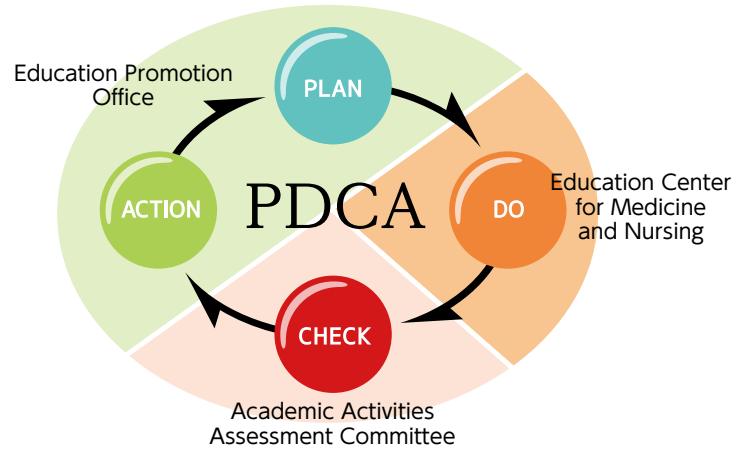 Education Promotion
Office
PLAN
ACTION
PDCA
DO
Education Center
for Medicine
and Nursing
CHECK
Academic Activities
Assessment Committee